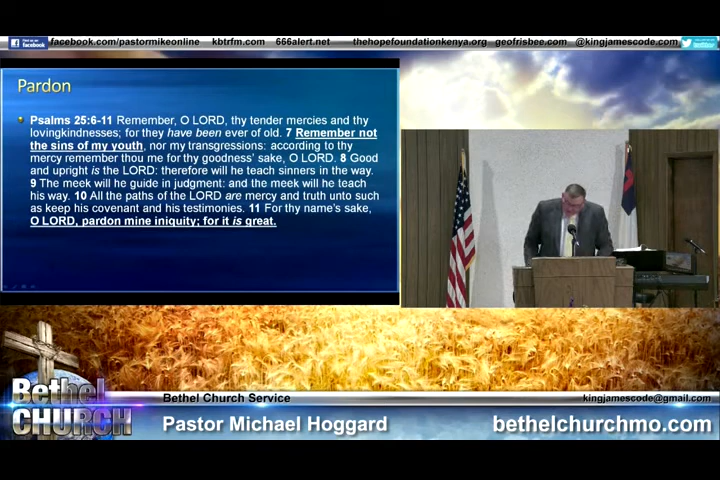 Find us on facebook facebook.com/pastormikeonline kbtrfm.com 666alert.net thehopefoundationkenya.org geofrisbee.com @kingjamescode.com twitter
Pardon
Psalms 25:6-11 Remember, O LORD, thy tender mercies and thy
lovingkindnesses; for they have been ever of old. 7 Remember not
the sins of my youth, nor my transgressions: according to thy
mercy remember thou me for thy goodness' sake, O LORD. 8 Good
and upright is the LORD: therefore will he teach sinners in the way.
9 The meek will he guide in judgment: and the meek will he teach
his way. 10 All the paths of the LORD are mercy and truth unto such
as keep his covenant and his testimonies. 11 For thy name's sake,
O LORD, pardon mine iniquity; for it is great.
Bethel
CHURCH
Bethel Church Service
kingjamescode@gmail.com
Pastor Michael Hoggard
bethelchurchmo.com